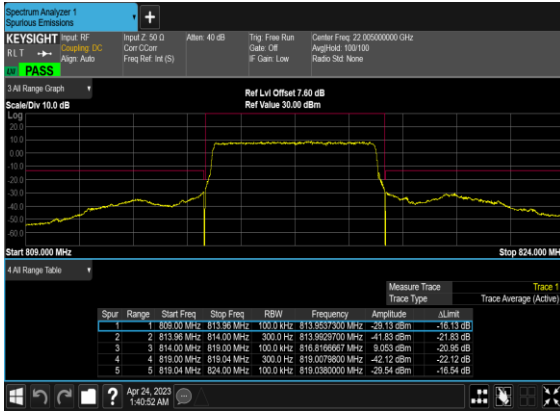 Spectrum Analyzer 1
Spurious Emissions
+
KEYSIGHT Input: RF Input Z: 50 Ω Atten: 40 dB Trig: Free Run Center Freq: 22.005000000 GHz
RLT Coupling: DC Corr CCorr Gate: Off Avg|Hold: 100/100
Align: Auto Freq Ref: Int (S) IF Gain: Low Radio Std: None
PASS
3 All Range Graph
Ref Lvl Offset 7.60 dB
Scale/Div 10.0 dB Ref Value 30.00 dBm
Log
20.0
10.0
0.00
-10.0
-20.0
-30.0
-40.0
-50.0
-60.0
Start 809.000 MHz Stop 824.000 MH
4 All Range Table
Measure Trace Trace 1
Trace Type Trace Average (Active)
Spur Range Start Freq Stop Freq RBW Frequency Amplitude ΔLimit
1 1 809.00 MHz 813.96 MHz 100.0 kHz 813.9537300 MHz -29.13 dBm -16.13 dB
2 2 813.96 MHz 814.00 MHz 300.0 Hz 813.9929700 MHz -41.83 dBm -21.83 dB
3 3 814.00 MHz 819.00 MHz 100.0 kHz 816.8166667 MHz 9.053 dBm -20.95 dB
4 4 819.00 MHz 819.04 MHz 300.0 Hz 819.0079800 MHz -42.12 dBm -22.12 dB
5 5 819.04 MHz 824.00 MHz 100.0 kHz 819.0380000 MHz -29.54 dBm -16.54 dB
? Apr 24, 2023
1:40:52 AM